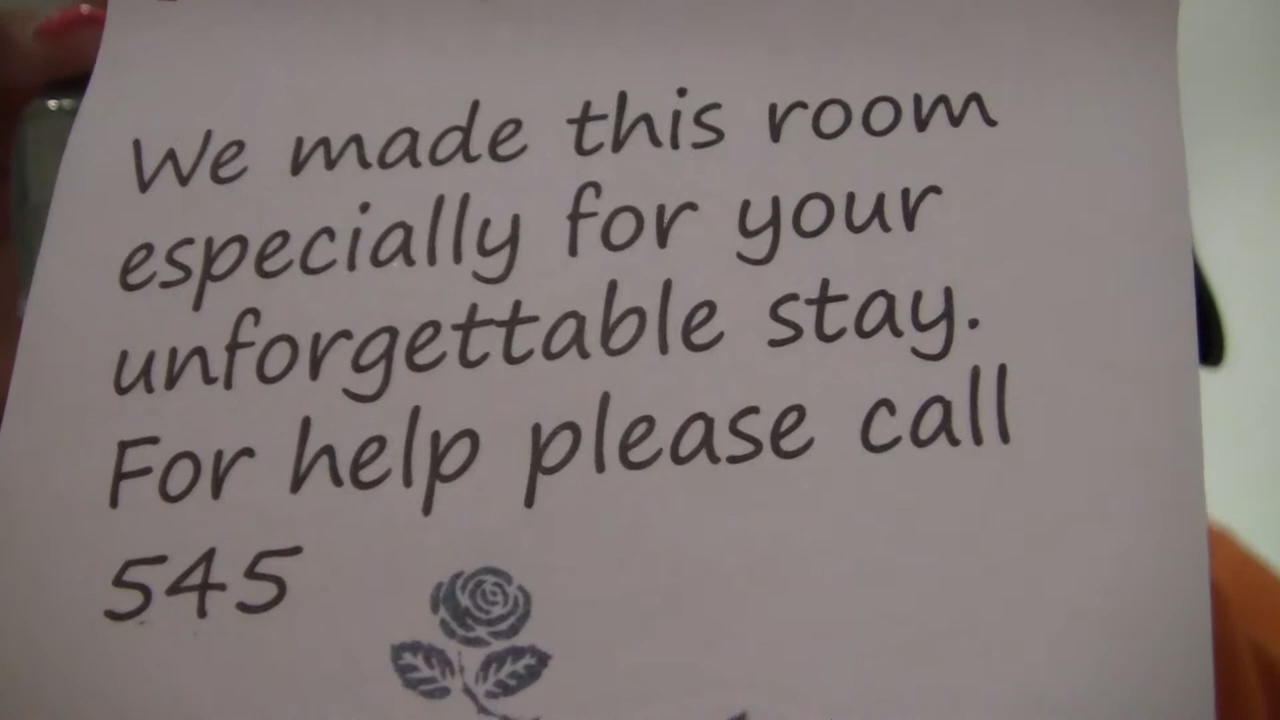 We made this room
especially for your
unforgettable stay.
For help please call
545